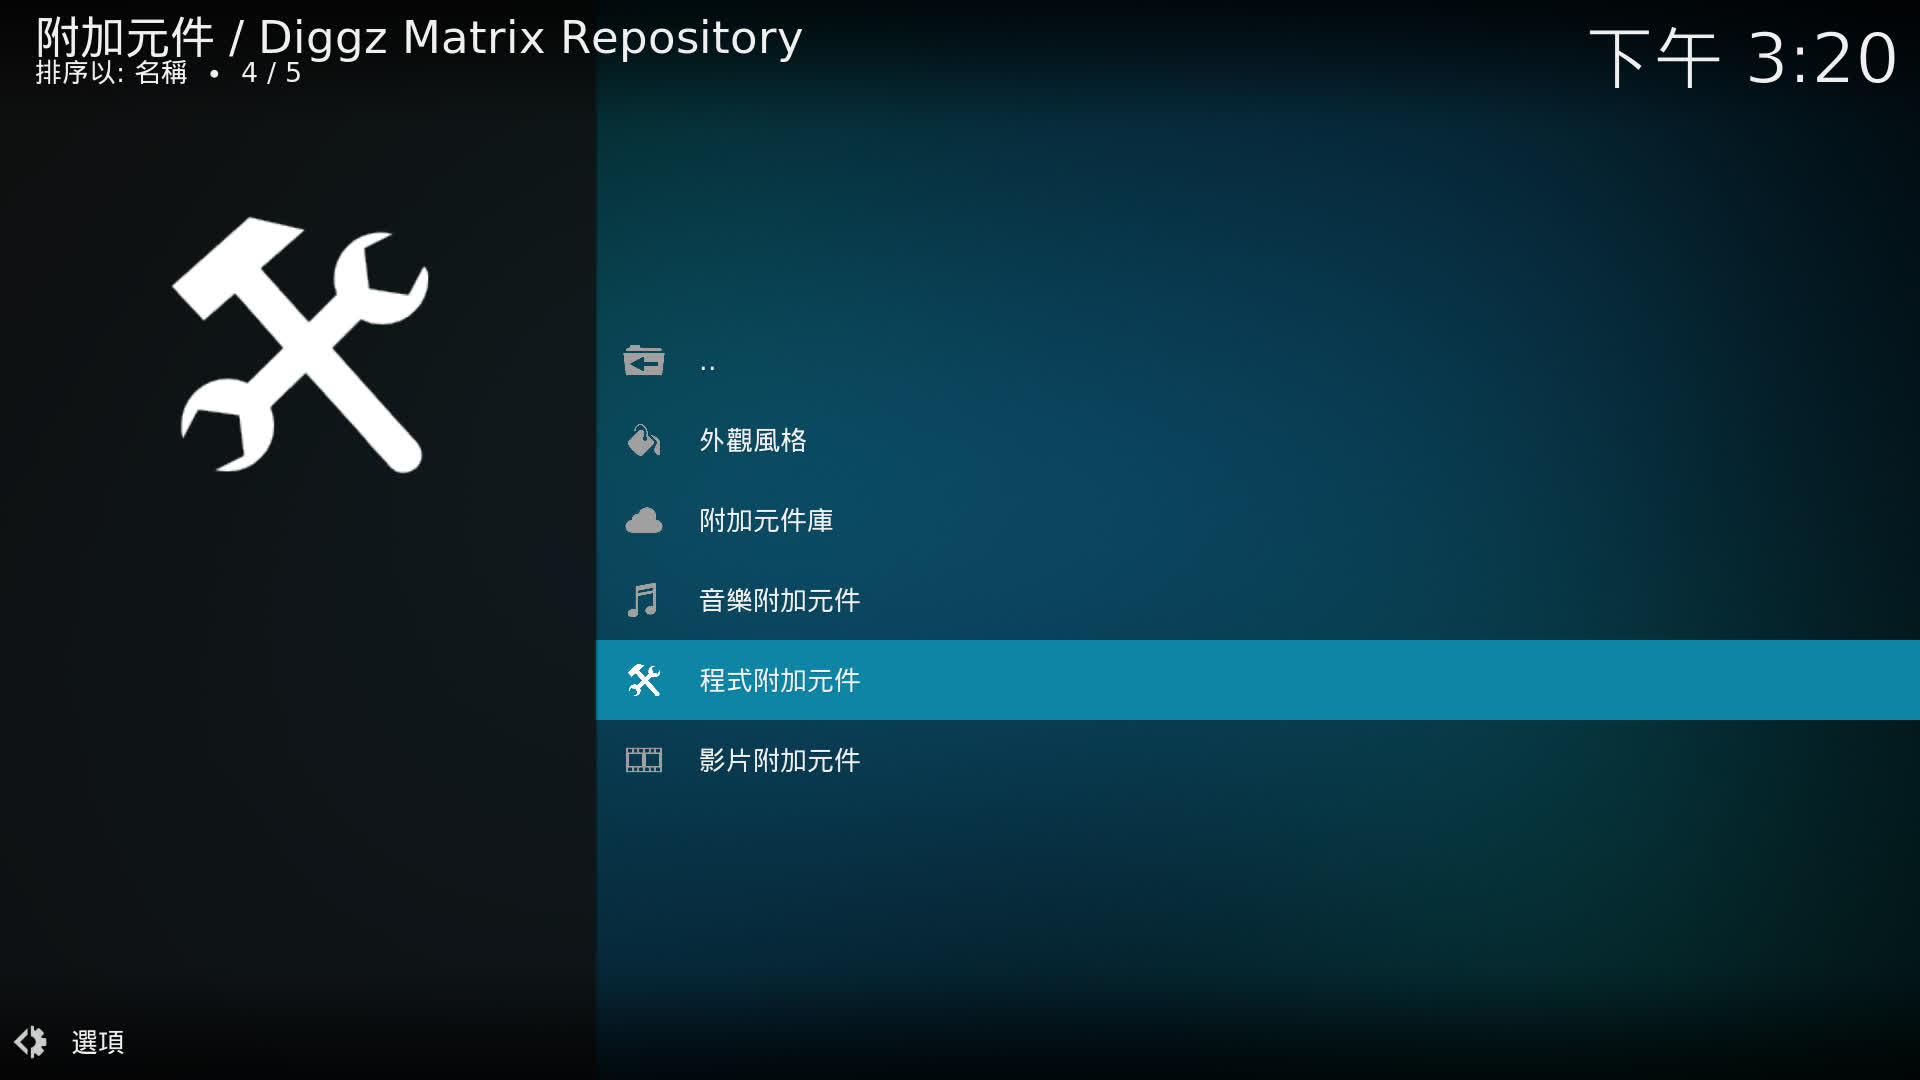 附加元件 / Diggz Matrix Repository
排序以: 名稱 • 4 / 5
下午 3:20
..
外觀風格
附加元件庫
音樂附加元件
程式附加元件
影片附加元件
選項